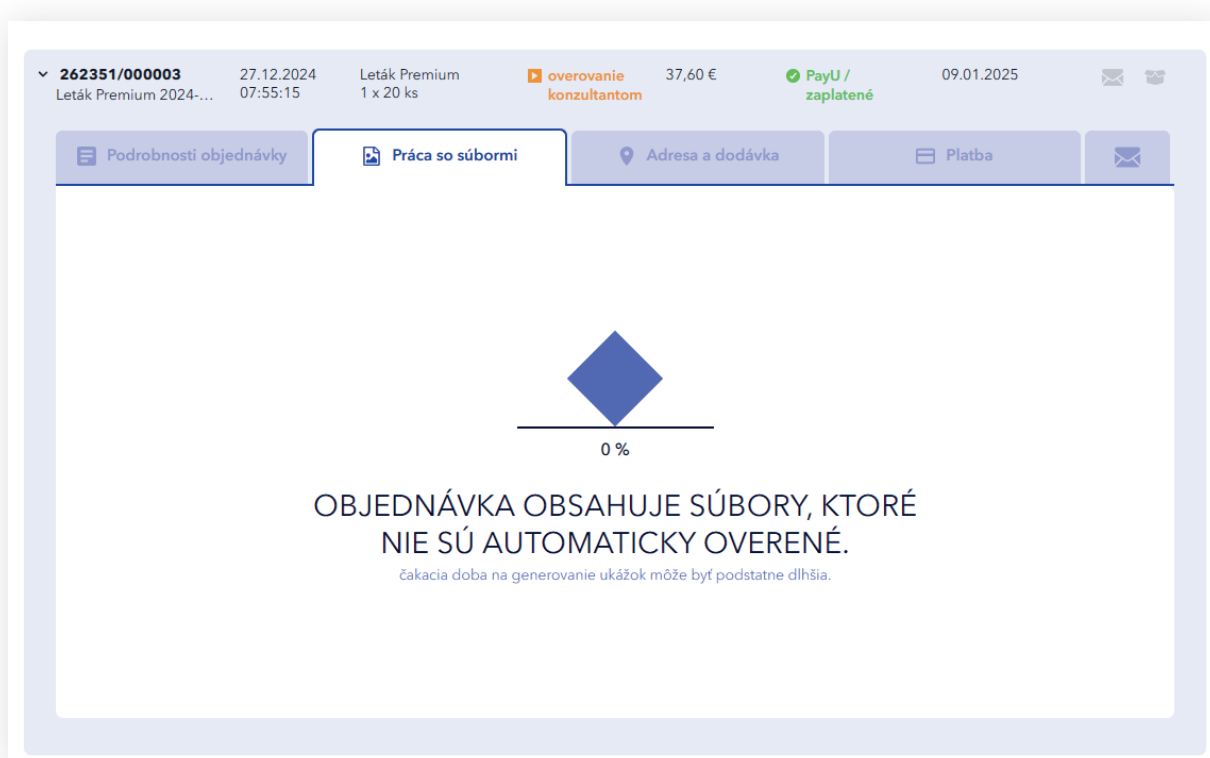 262351/000003
Leták Premium 2024-...
27.12.2024
07:55:15
Leták Premium
1 x 20 ks
overovanie
konzultantom
37,60 €
PayU /
zaplatené
09.01.2025
Podrobnosti objednávky
Práca so súbormi
Adresa a dodávka
Platba
0 %
OBJEDNÁVKA OBSAHUJE SÚBORY, KTORÉ
NIE SÚ AUTOMATICKY OVERENÉ.
čakacia doba na generovanie ukážok môže byť podstatne dlhšia.